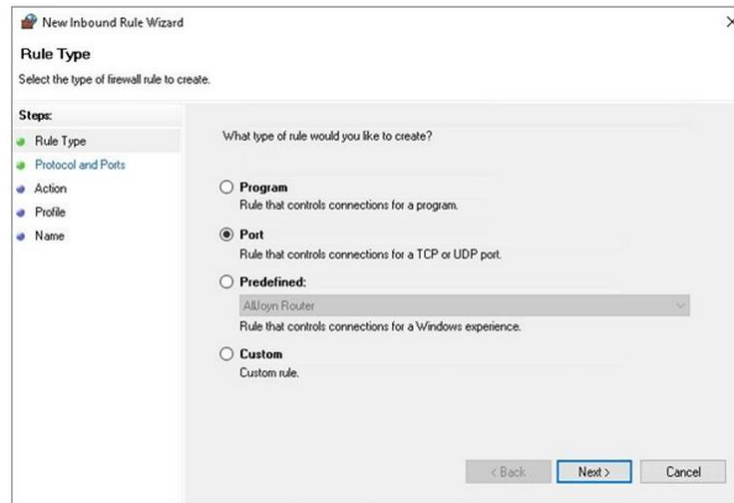 New Inbound Rule Wizard
Rule Type
Select the type of firewall rule to create.
Steps:
Rule Type
Protocol and Ports
Action
Profile
Name
What type of rule would you like to create?
Program
Rule that controls connections for a program.
Port
Rule that controls connections for a TCP or UDP port.
Predefined:
AllJoyn Router
Rule that controls connections for a Windows experience.
Custom
Custom rule.
< Back
Next >
Cancel